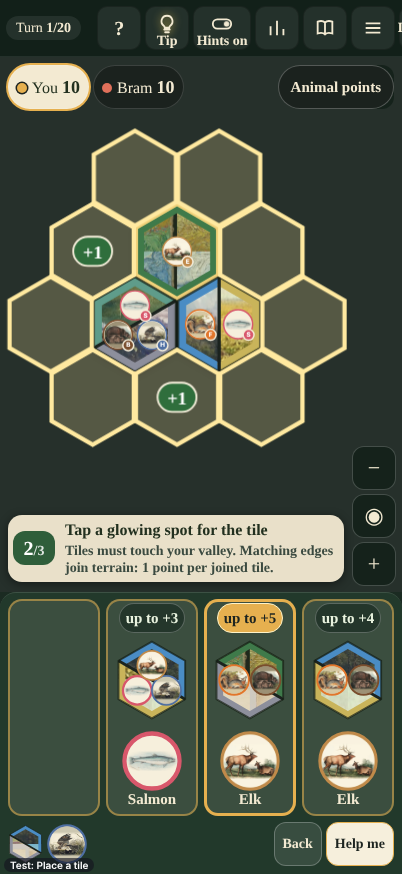 Turn 1/20
?
Tip
Hints on
You 10
Bram 10
Animal points
+1
E
B
B
H
F
B
+1
−
+
2/3
Tap a glowing spot for the tile
Tiles must touch your valley. Matching edges
join terrain: 1 point per joined tile.
up to +3
up to +5
up to +4
Salmon
Elk
Elk
Back
Help me
Test: Place a tile